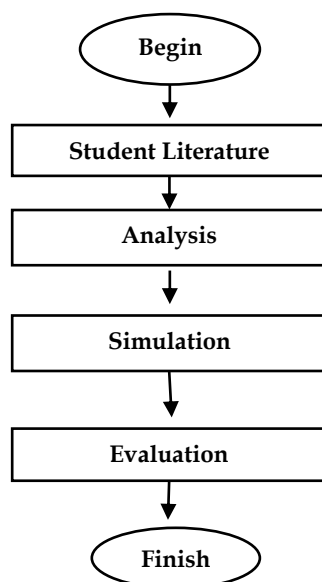 Begin
Student Literature
Analysis
Simulation
Evaluation
Finish